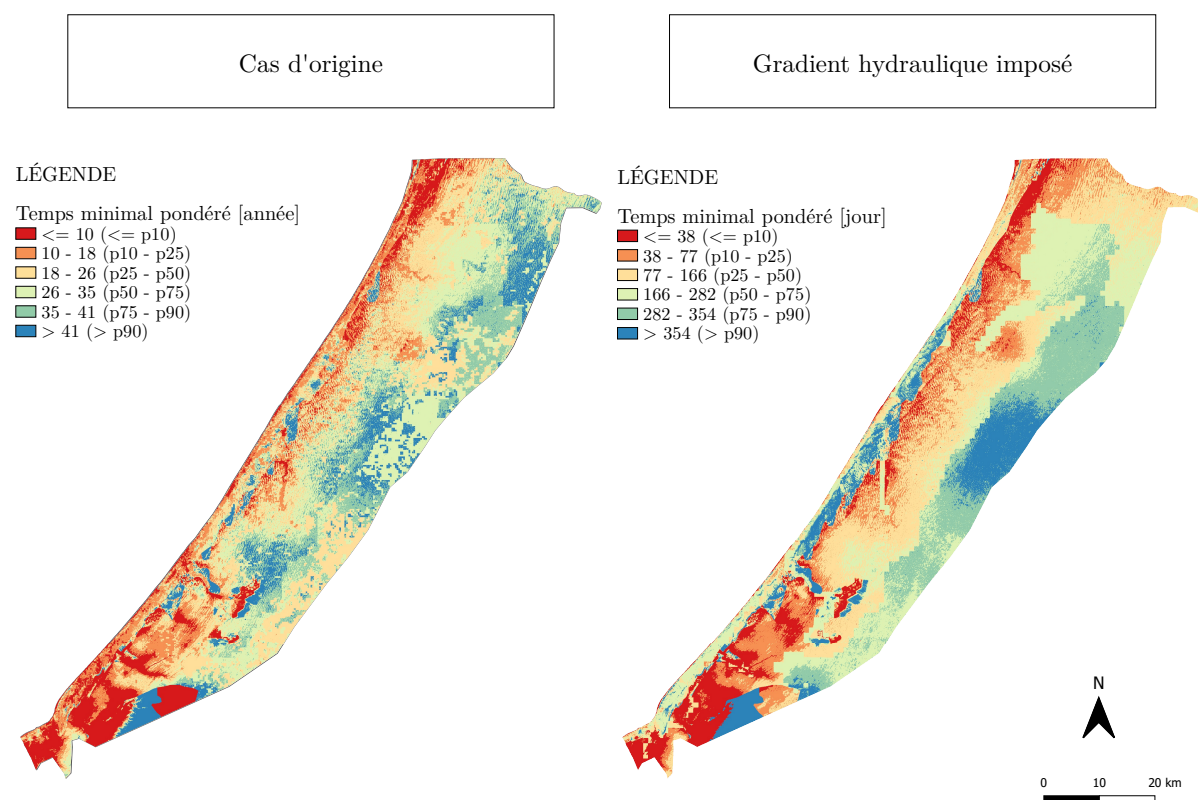 Cas d'origine
Gradient hydraulique imposé
LÉGENDE
Temps minimal pondéré [année]
<= 10 (<= p10)
10 - 18 (p10 - p25)
18 - 26 (p25 - p50)
26 - 35 (p50 - p75)
35 - 41 (p75 - p90)
> 41 (> p90)
LÉGENDE
Temps minimal pondéré [jour]
<= 38 (<= p10)
38 - 77 (p10 - p25)
77 - 166 (p25 - p50)
166 - 282 (p50 - p75)
282 - 354 (p75 - p90)
> 354 (> p90)
N
0 10 20 km